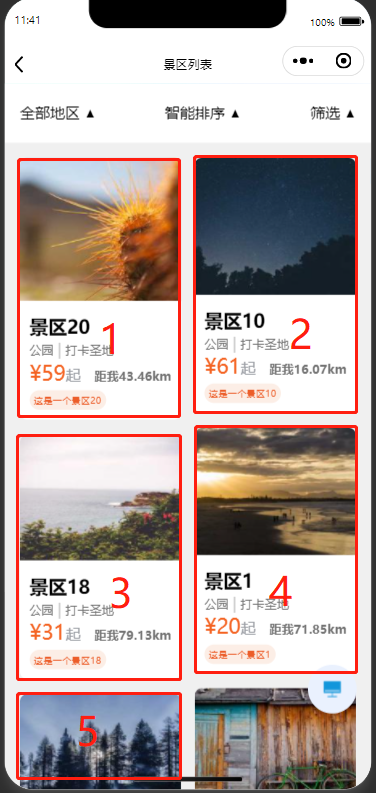 11:41
100%
景区列表
全部地区 ▲
智能排序 ▲
筛选 ▲
景区20
1
公园 | 打卡圣地
¥59起 距我43.46km
这是一个景区20
景区10
2
公园 | 打卡圣地
¥61起 距我16.07km
这是一个景区10
景区18
3
公园 | 打卡圣地
¥31起 距我79.13km
这是一个景区18
景区1
4
公园 | 打卡圣地
¥20起 距我71.85km
这是一个景区1
5